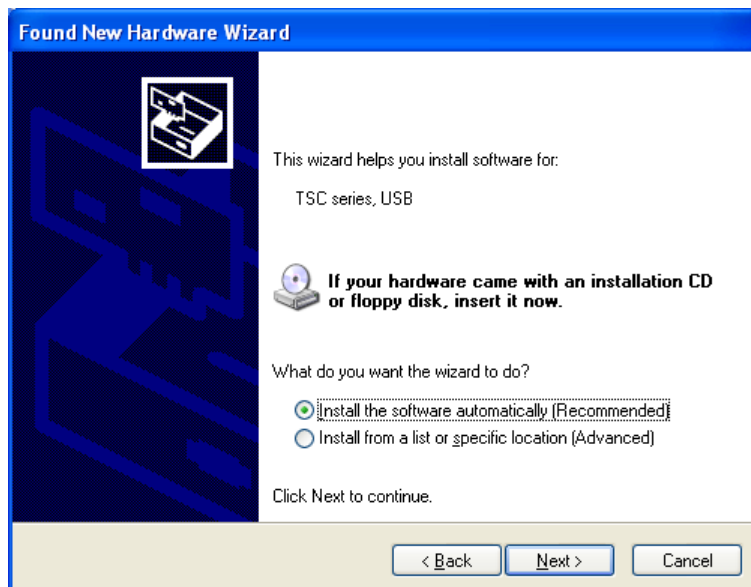 Found New Hardware Wizard
This wizard helps you install software for:
TSC series, USB
If your hardware came with an installation CD
or floppy disk, insert it now.
What do you want the wizard to do?
Install the software automatically (Recommended)
Install from a list or specific location (Advanced)
Click Next to continue.
< Back Next > Cancel